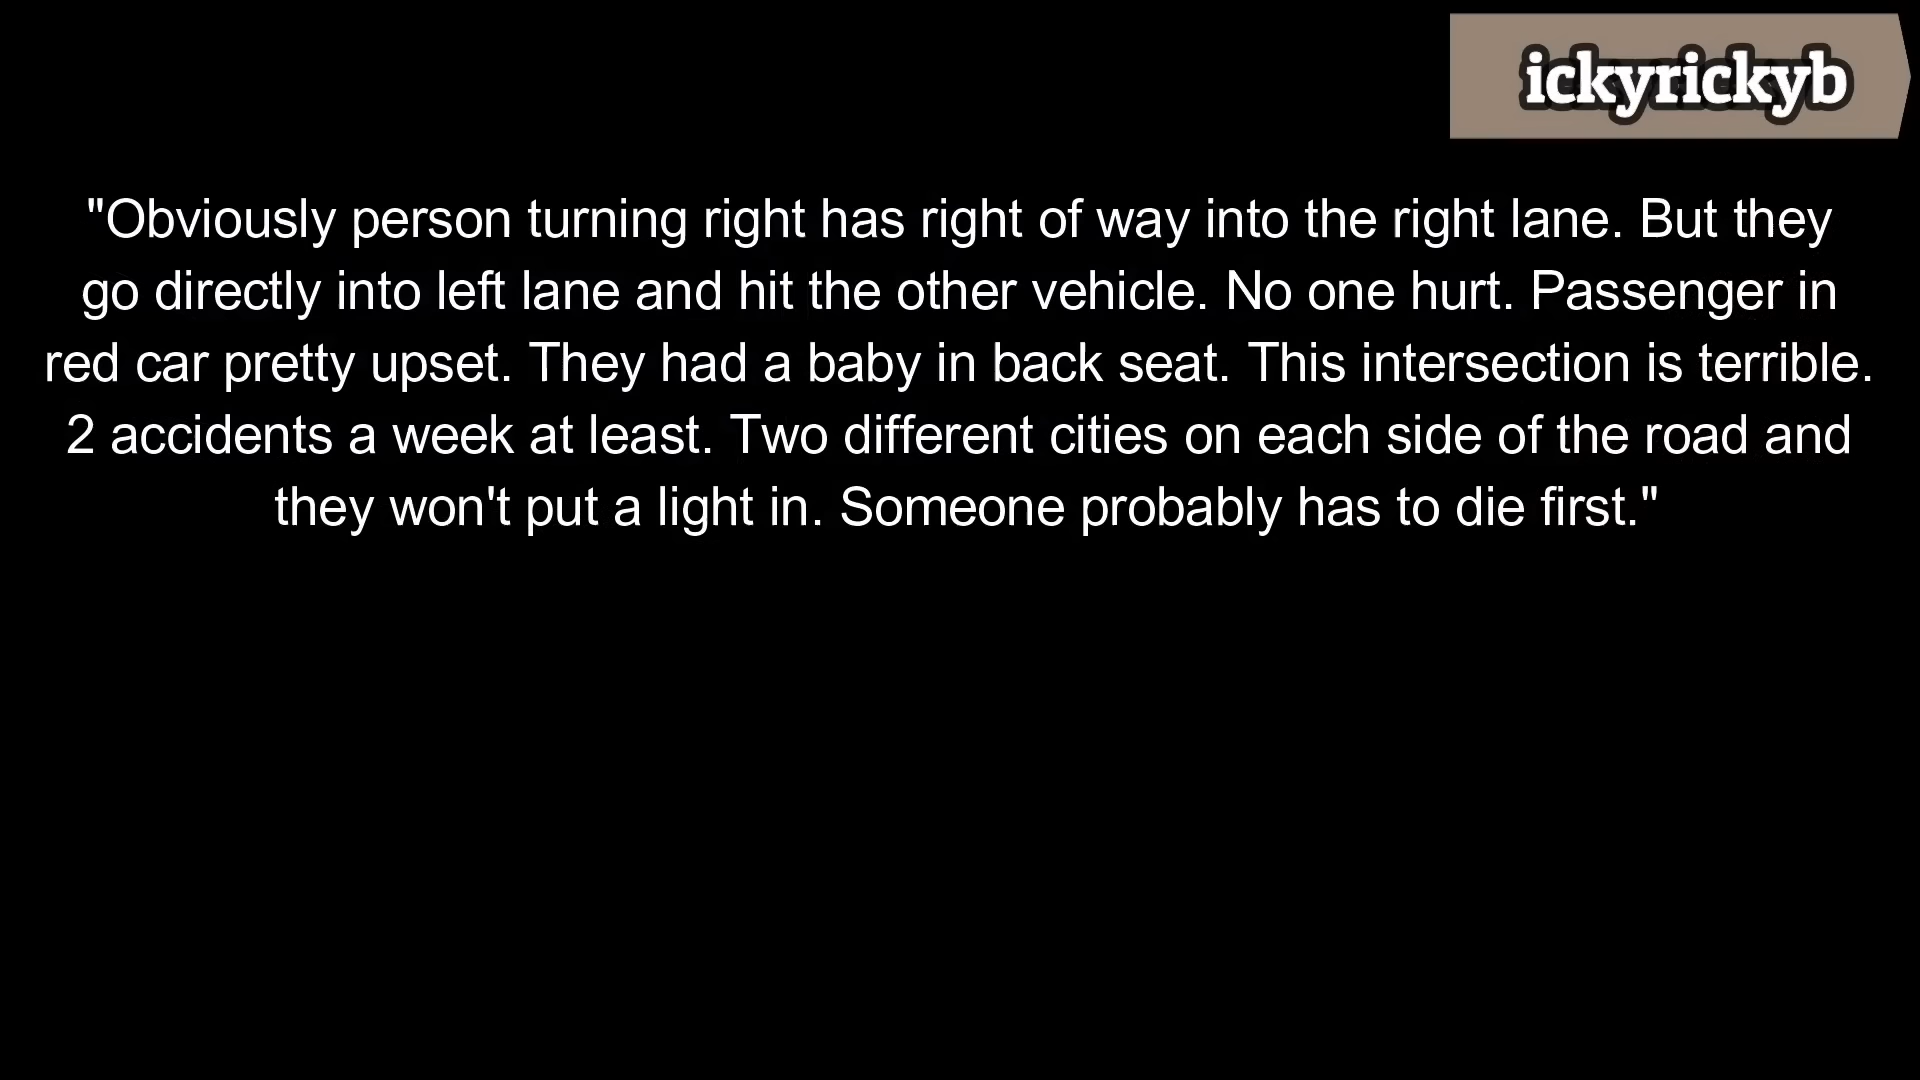 ickyrickyb
"Obviously person turning right has right of way into the right lane. But they
go directly into left lane and hit the other vehicle. No one hurt. Passenger in
red car pretty upset. They had a baby in back seat. This intersection is terrible.
2 accidents a week at least. Two different cities on each side of the road and
they won't put a light in. Someone probably has to die first."